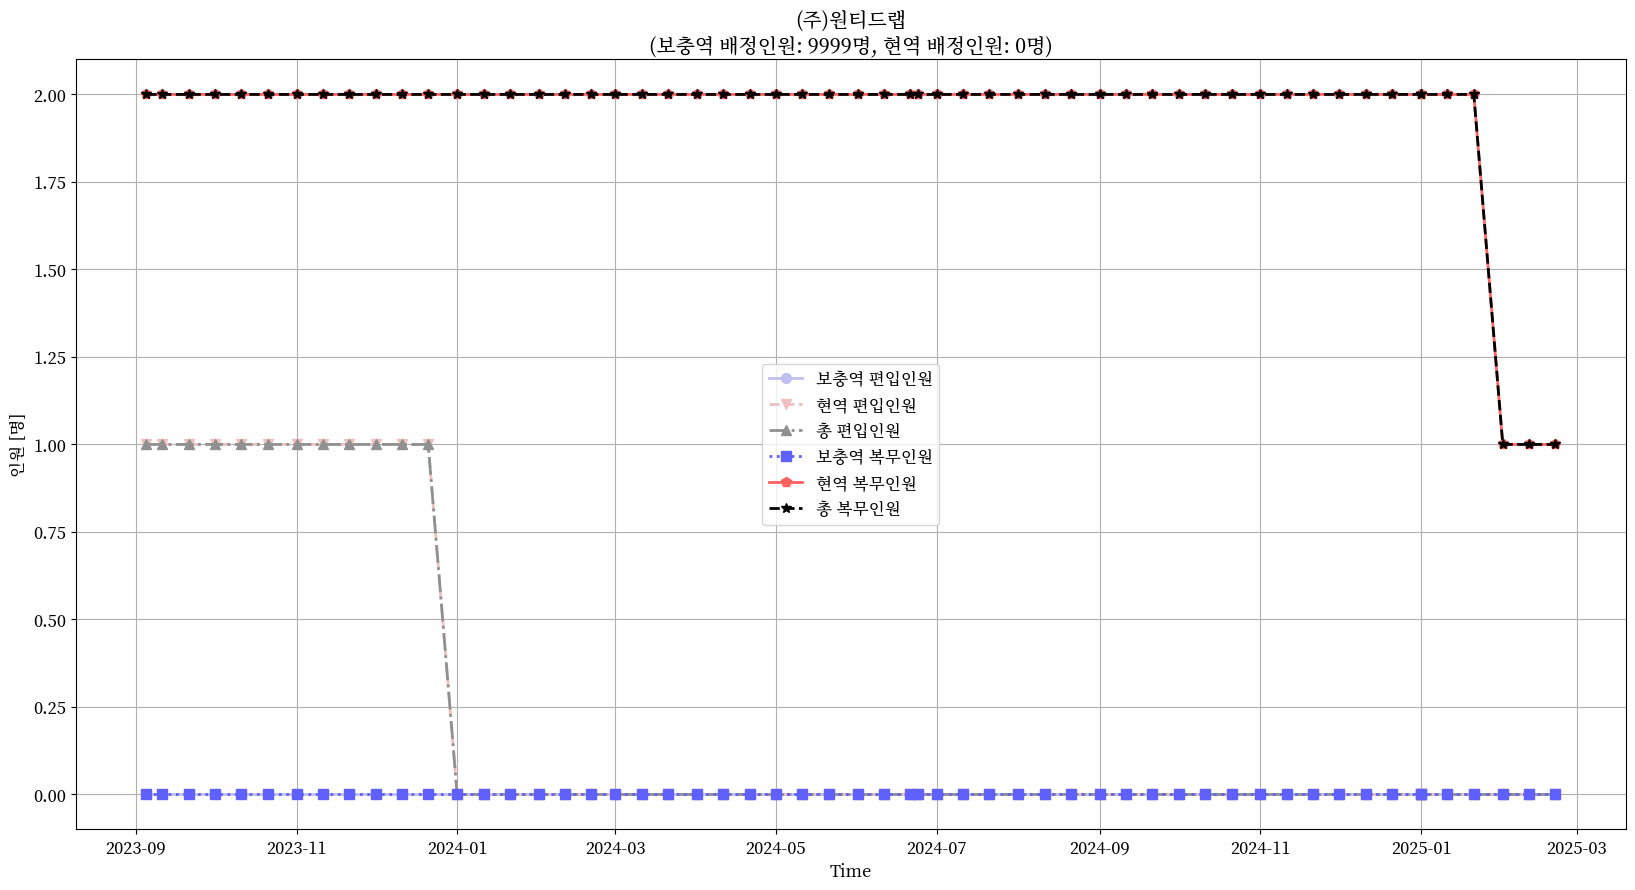 (주)원티드랩
(보충역 배정인원: 9999명, 현역 배정인원: 0명)
2.00
1.75
1.50
1.25
1.00
0.75
0.50
0.25
0.00
인원 [명]
보충역 편입인원
현역 편입인원
총 편입인원
보충역 복무인원
현역 복무인원
총 복무인원
2023-09 2023-11 2024-01 2024-03 2024-05 2024-07 2024-09 2024-11 2025-01 2025-03
Time